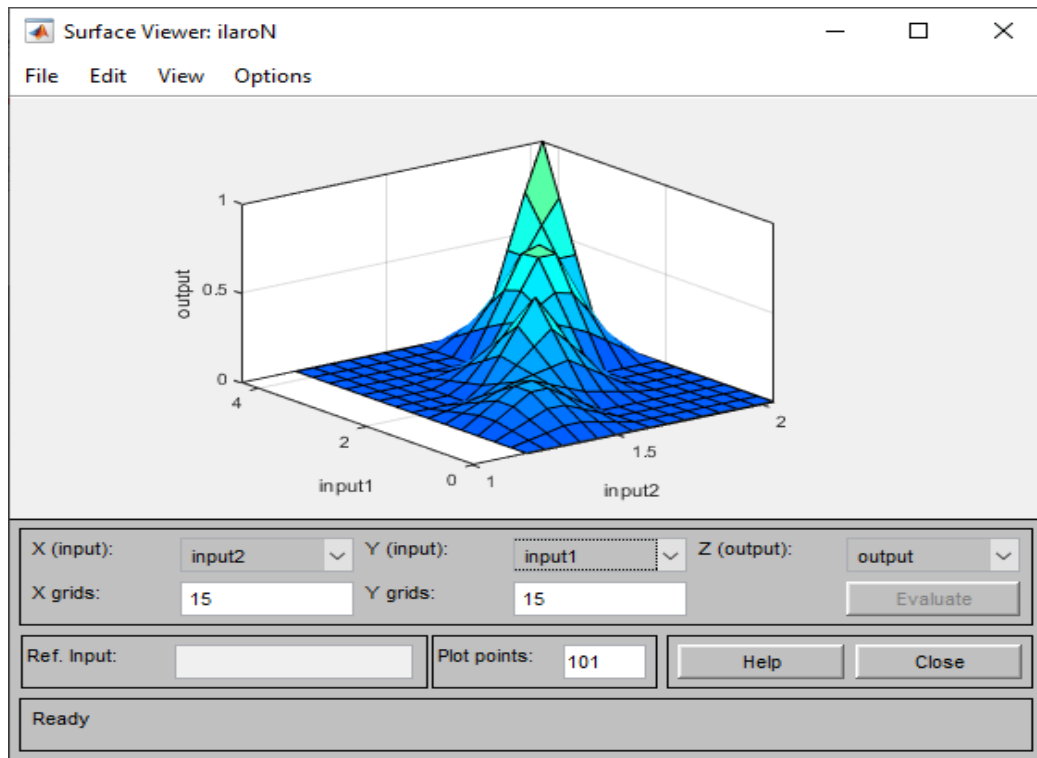 Surface Viewer: ilaroN
File Edit View Options
1
0.5
0
output
4
2
0
input1
1
1.5
2
input2
X (input): input2 Y (input): input1 Z (output): output
X grids: 15 Y grids: 15 Evaluate
Ref. Input: Plot points: 101 Help Close
Ready